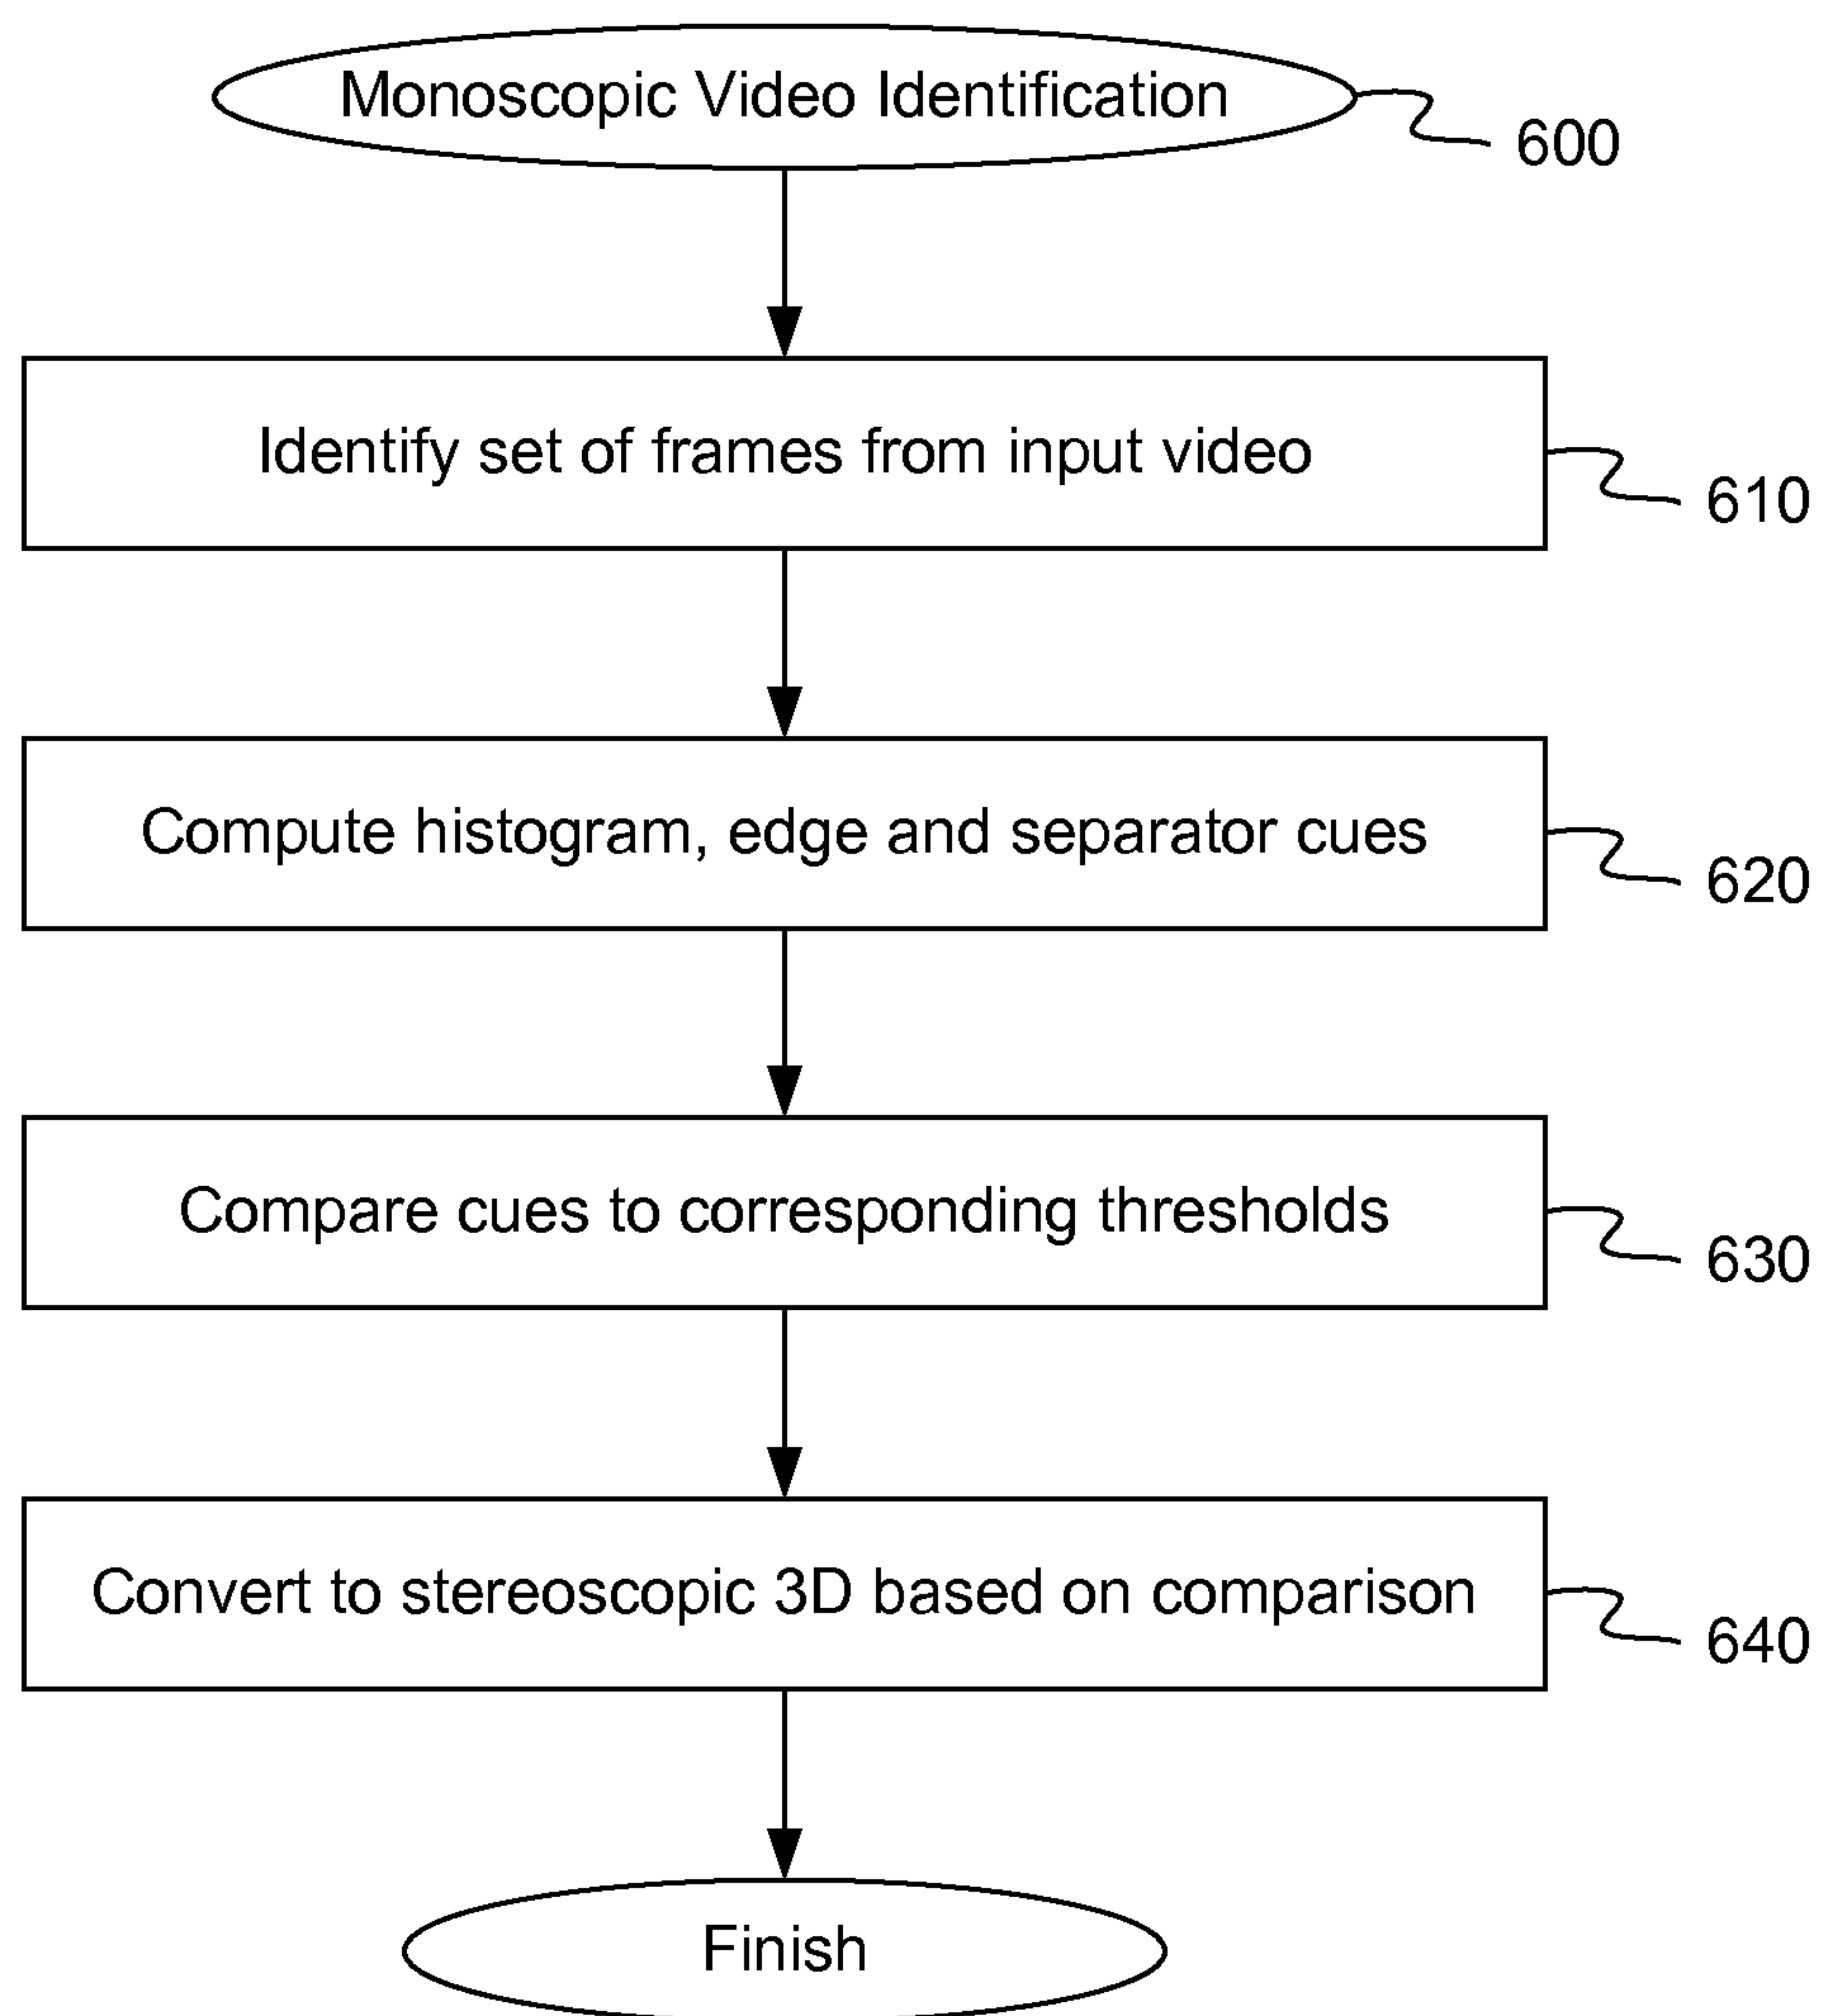 Monoscopic Video Identification
600
Identify set of frames from input video
610
Compute histogram, edge and separator cues
620
Compare cues to corresponding thresholds
630
Convert to stereoscopic 3D based on comparison
640
Finish